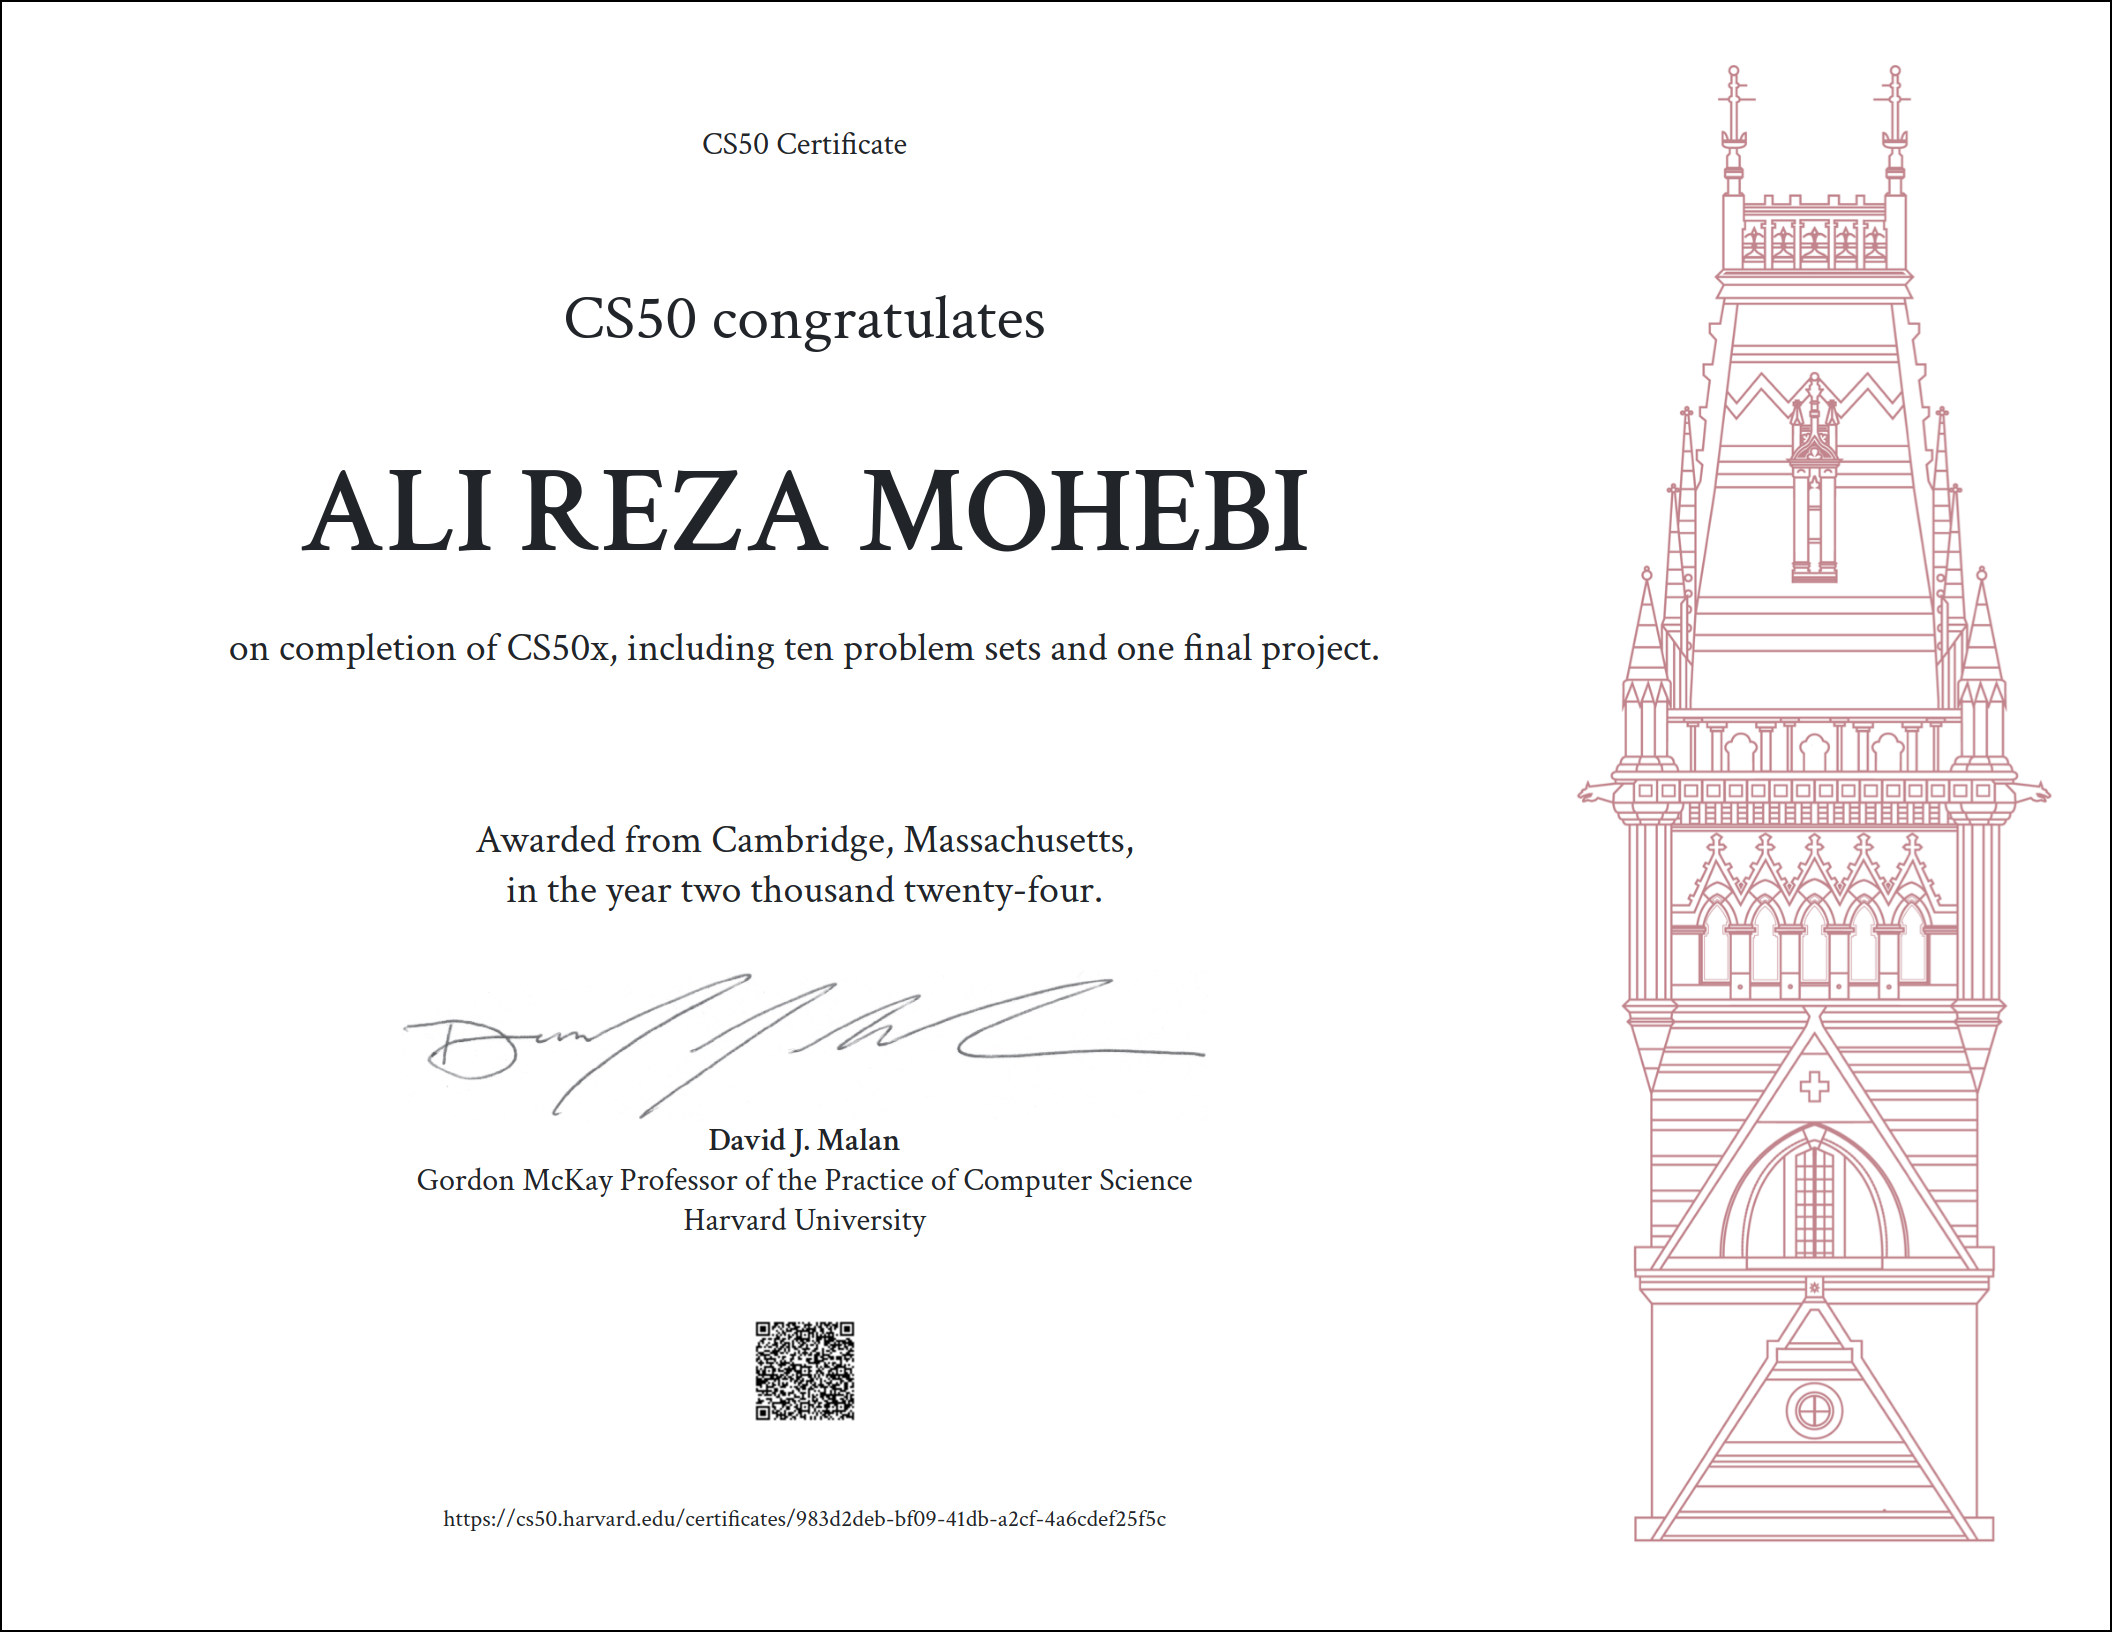 CS50 Certificate
CS50 congratulates
ALI REZA MOHEBI
on completion of CS50x, including ten problem sets and one final project.
Awarded from Cambridge, Massachusetts,
in the year two thousand twenty-four.
David J. Malan
Gordon McKay Professor of the Practice of Computer Science
Harvard University
https://cs50.harvard.edu/certificates/983d2deb-bf09-41db-a2cf-4a6cdef25f5c